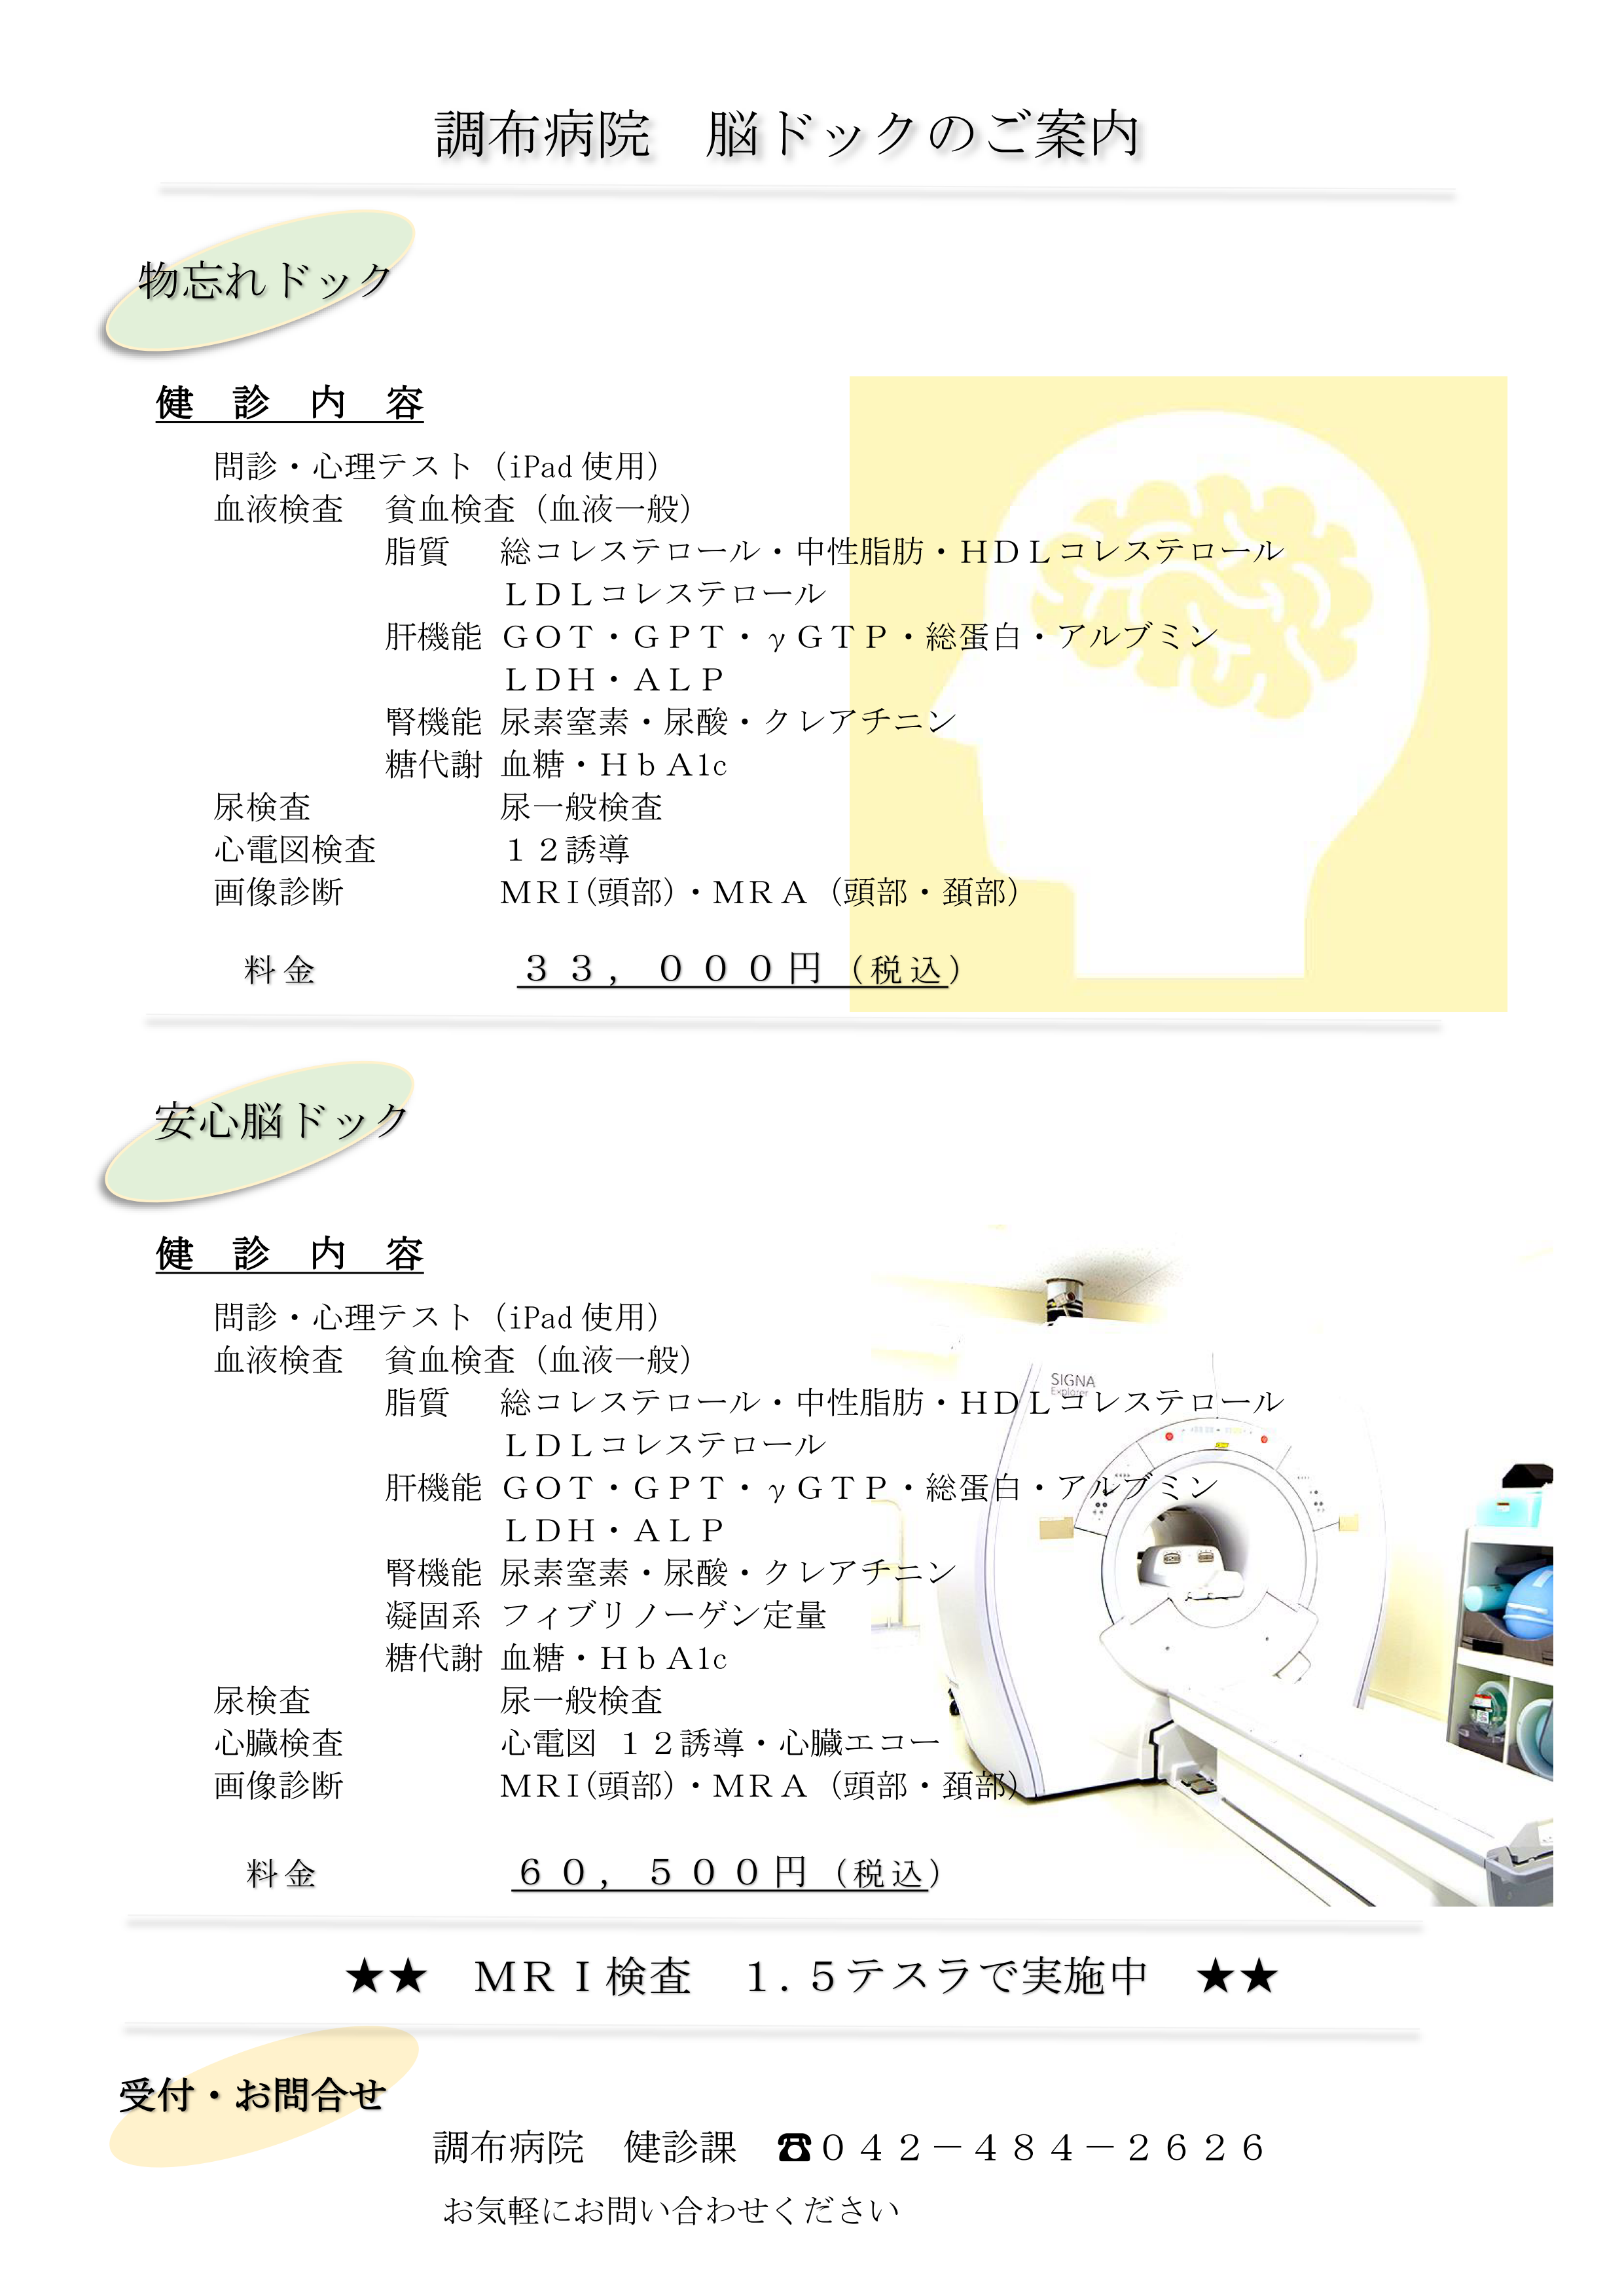 調布病院　脳ドックのご案内
物忘れドック
健　診　内　容
問診・心理テスト（iPad 使用）
血液検査　貧血検査（血液一般）
脂質　総コレステロール・中性脂肪・ＨＤＬコレステロール
ＬＤＬコレステロール
肝機能 ＧＯＴ・ＧＰＴ・γＧＴＰ・総蛋白・アルブミン
ＬＤＨ・ＡＬＰ
腎機能 尿素窒素・尿酸・クレアチニン
糖代謝 血糖・ＨｂＡ1c
尿検査　尿一般検査
心電図検査　１２誘導
画像診断　ＭＲＩ(頭部)・ＭＲＡ（頭部・頚部）
料金　３３，０００円（税込）
安心脳ドック
健　診　内　容
問診・心理テスト（iPad 使用）
血液検査　貧血検査（血液一般）
SIGNA
Explorer
脂質　総コレステロール・中性脂肪・ＨＤＬコレステロール
ＬＤＬコレステロール
肝機能 ＧＯＴ・ＧＰＴ・γＧＴＰ・総蛋白・アルブミン
ＬＤＨ・ＡＬＰ
腎機能 尿素窒素・尿酸・クレアチニン
凝固系 フィブリノーゲン定量
糖代謝 血糖・ＨｂＡ1c
尿検査　尿一般検査
心臓検査　心電図 １２誘導・心臓エコー
画像診断　ＭＲＩ(頭部)・ＭＲＡ（頭部・頚部）
料金　６０，５００円（税込）
★★　ＭＲＩ検査　１.５テスラで実施中　★★
受付・お問合せ
調布病院　健診課　☎０４２－４８４－２６２６
お気軽にお問い合わせください